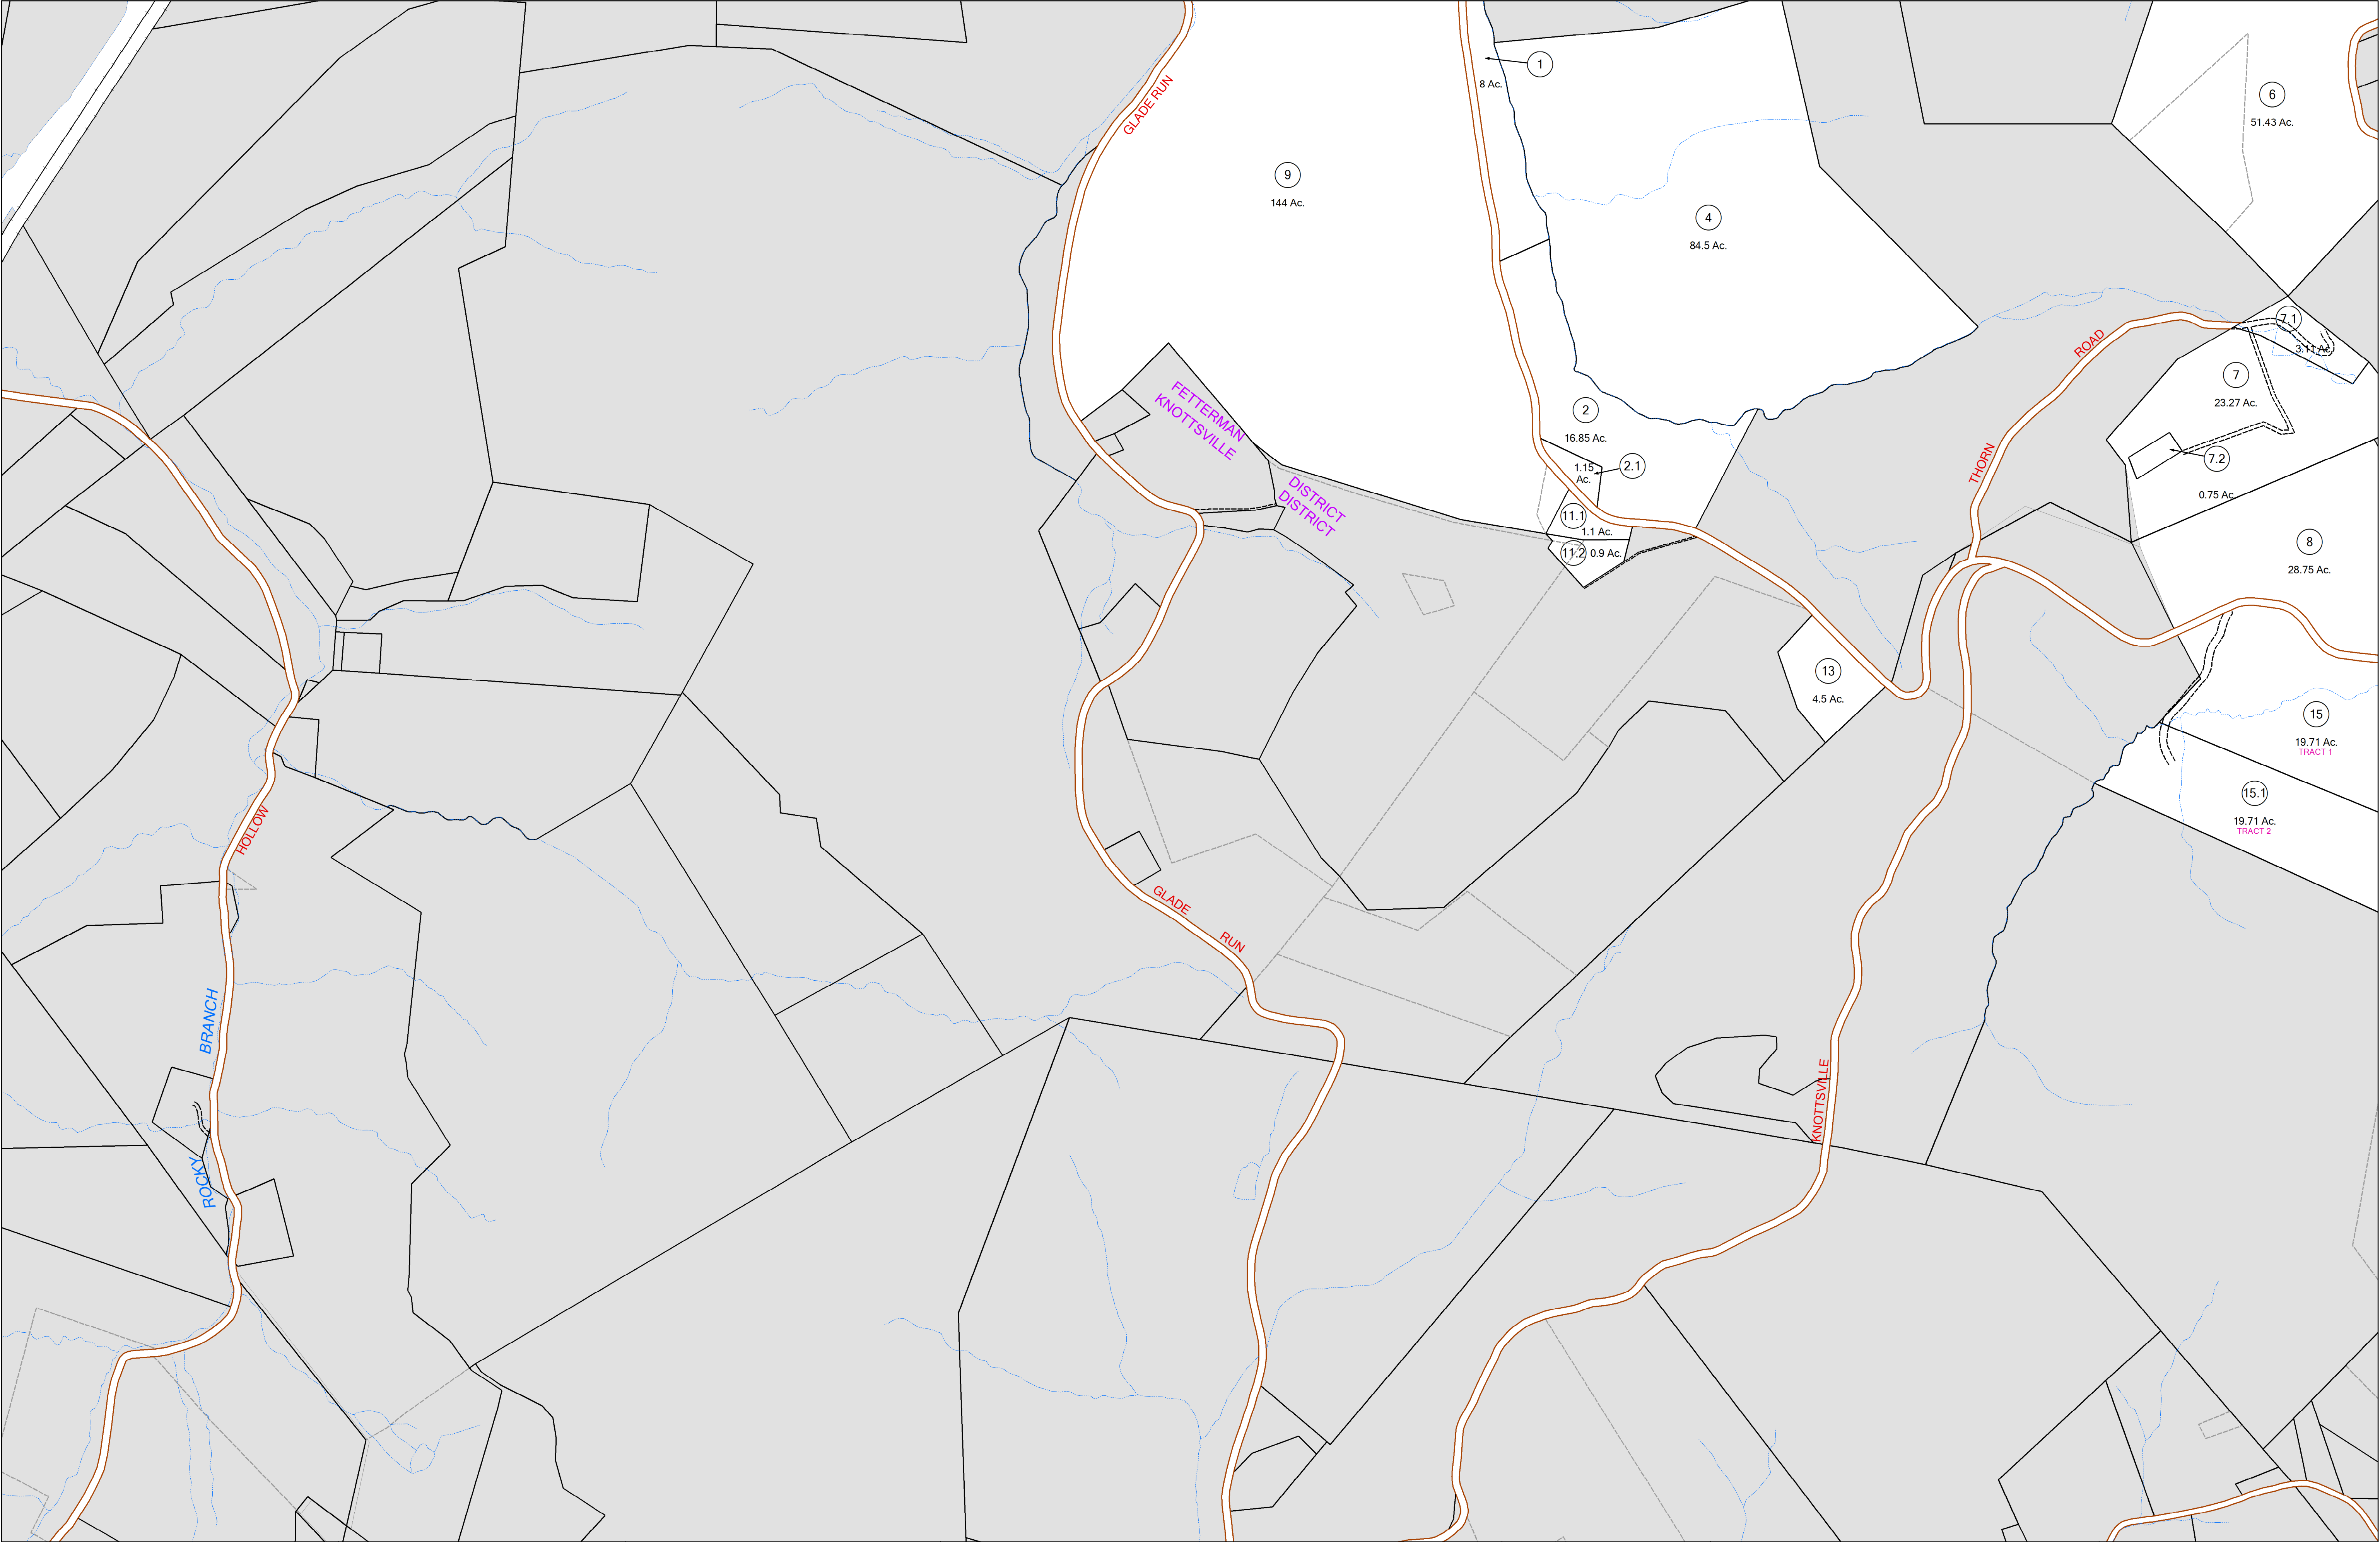 1
8 Ac.
GLADE RUN
6
51.43 Ac.
9
144 Ac.
4
84.5 Ac.
7.1
3.11 Ac.
THORN
ROAD
7
23.27 Ac.
FETTERMAN
KNOTTSVILLE
DISTRICT
DISTRICT
2
16.85 Ac.
1.15
Ac.
2.1
7.2
0.75 Ac.
11.1
1.1 Ac.
11.2
0.9 Ac.
8
28.75 Ac.
13
4.5 Ac.
15
19.71 Ac.
TRACT 1
15.1
19.71 Ac.
TRACT 2
HOLLOW
GLADE
RUN
ROCKY
BRANCH
KNOTTSVILLE